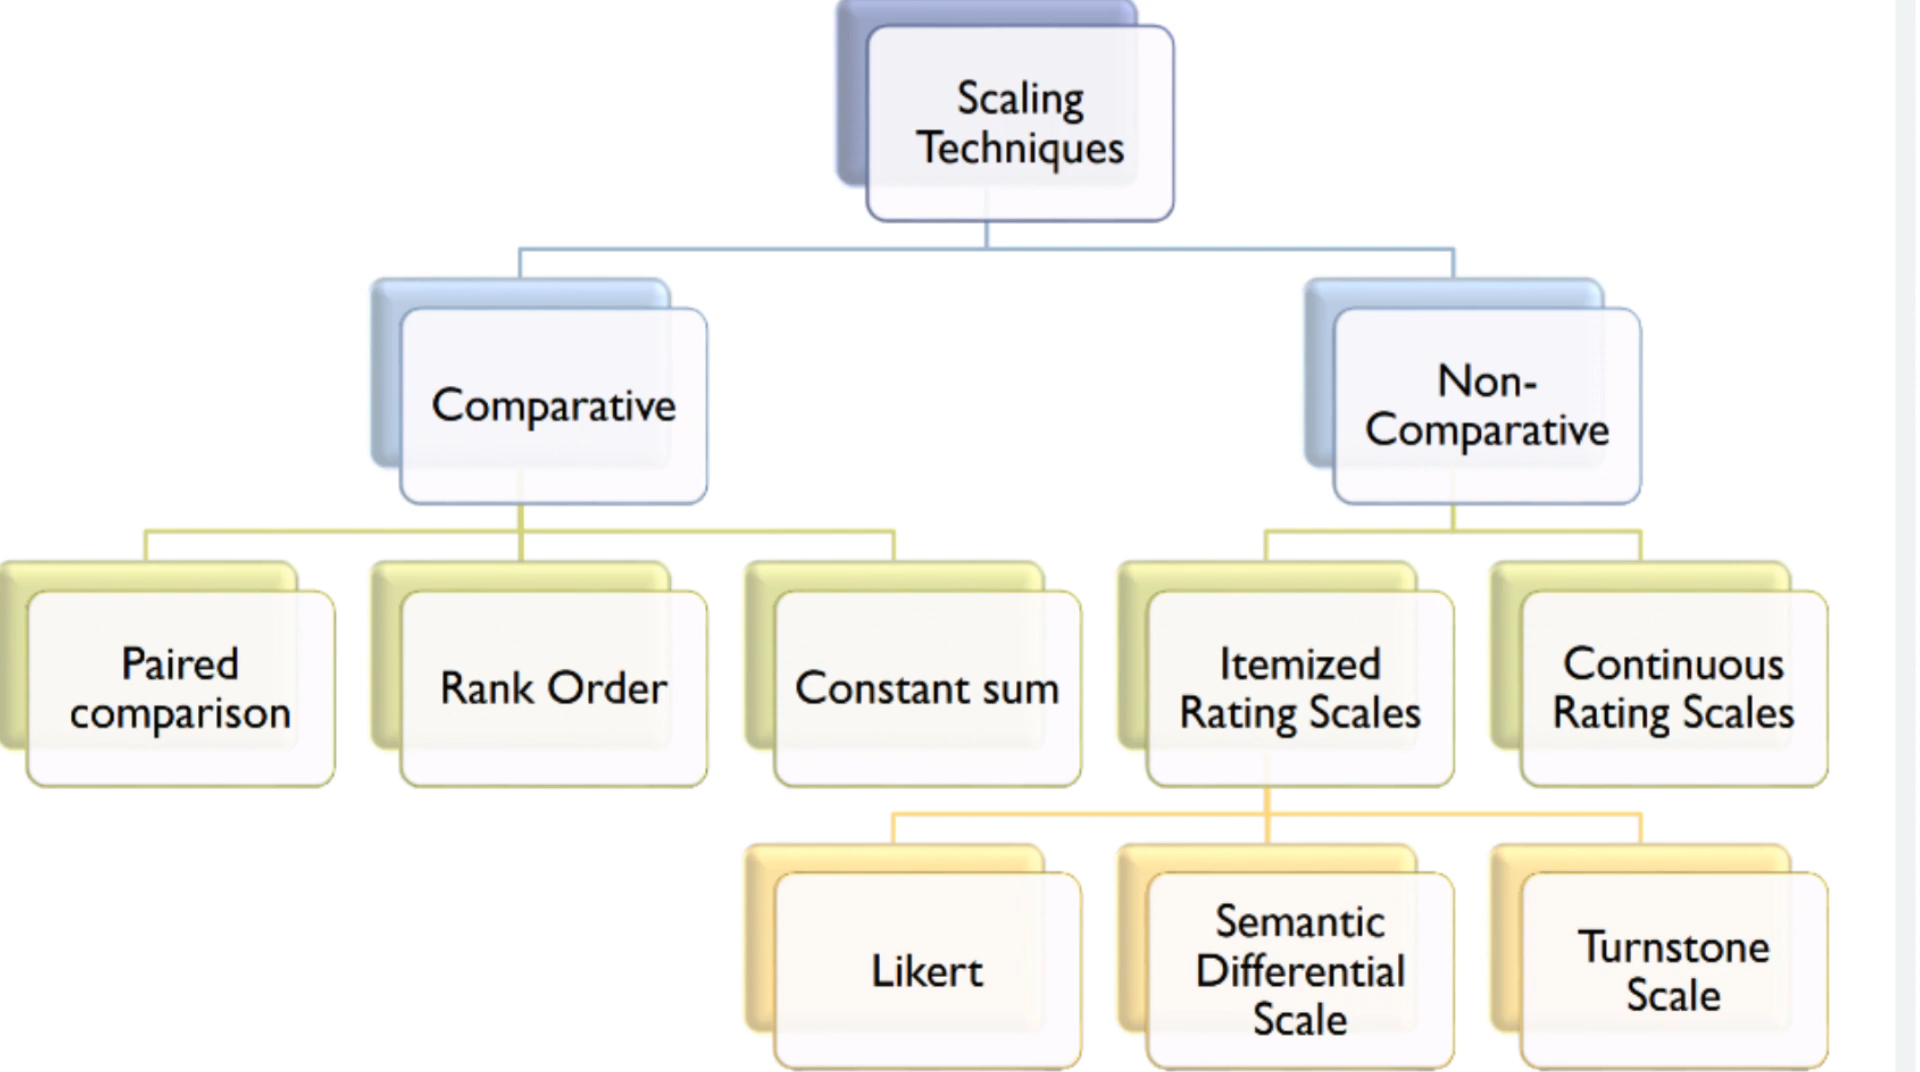 Scaling
Techniques
Comparative
Non-
Comparative
Paired
comparison
Rank Order
Constant sum
Itemized
Rating Scales
Continuous
Rating Scales
Likert
Semantic
Differential
Scale
Turnstone
Scale